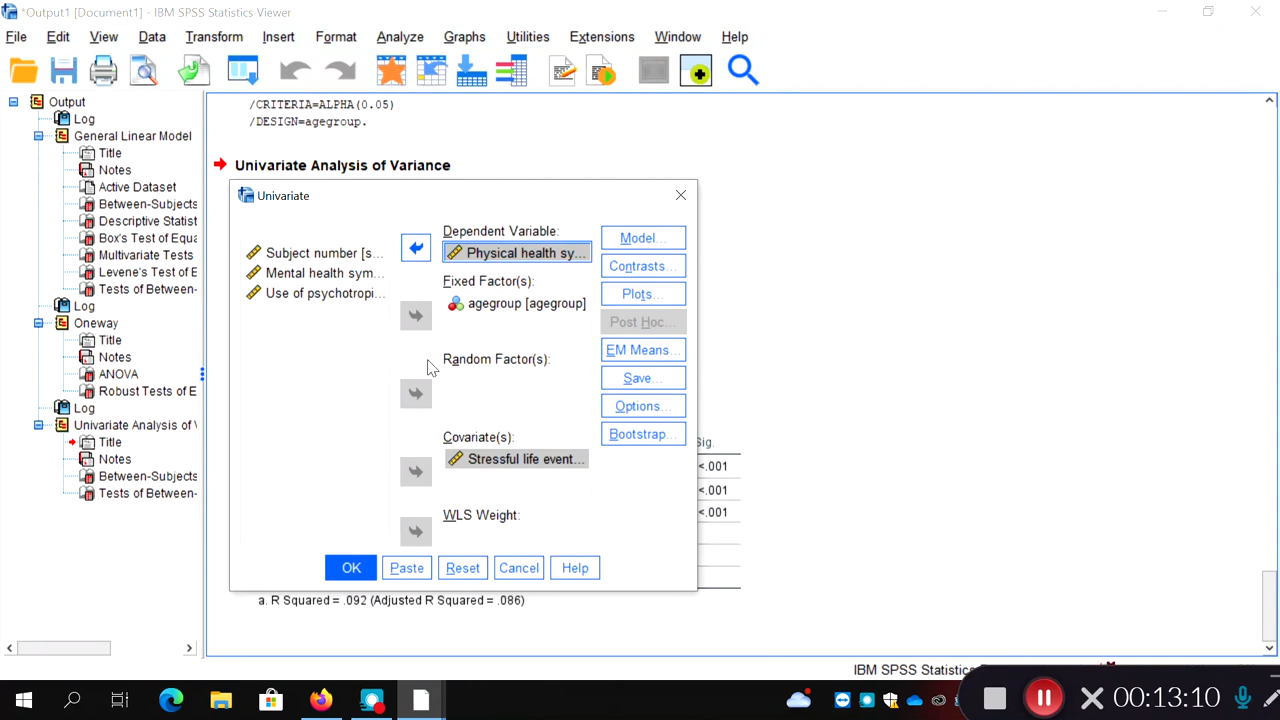 *Output1 [Document1] - IBM SPSS Statistics Viewer
File Edit View Data Transform Insert Format Analyze Graphs Utilities Extensions Window Help
Output
Log
General Linear Model
Title
Notes
Active Dataset
Between-Subjects
Descriptive Statist
Box's Test of Equa
Multivariate Tests
Levene's Test of E
Tests of Between-
Log
Oneway
Title
Notes
ANOVA
Robust Tests of E
Log
Univariate Analysis of V
Title
Notes
Between-Subjects
Tests of Between-
/CRITERIA=ALPHA(0.05)
/DESIGN=agegroup.
Univariate Analysis of Variance
Univariate
Subject number [s...
Mental health sym...
Use of psychotropi...
Dependent Variable:
Physical health sy...
Fixed Factor(s):
agegroup [agegroup]
Random Factor(s):
Covariate(s):
Stressful life event...
WLS Weight:
Model...
Contrasts...
Plots...
Post Hoc...
EM Means...
Save...
Options...
Bootstrap...
OK Paste Reset Cancel Help
Sig.
<.001
<.001
<.001
a. R Squared = .092 (Adjusted R Squared = .086)
IBM SPSS Statistics
00:13:10